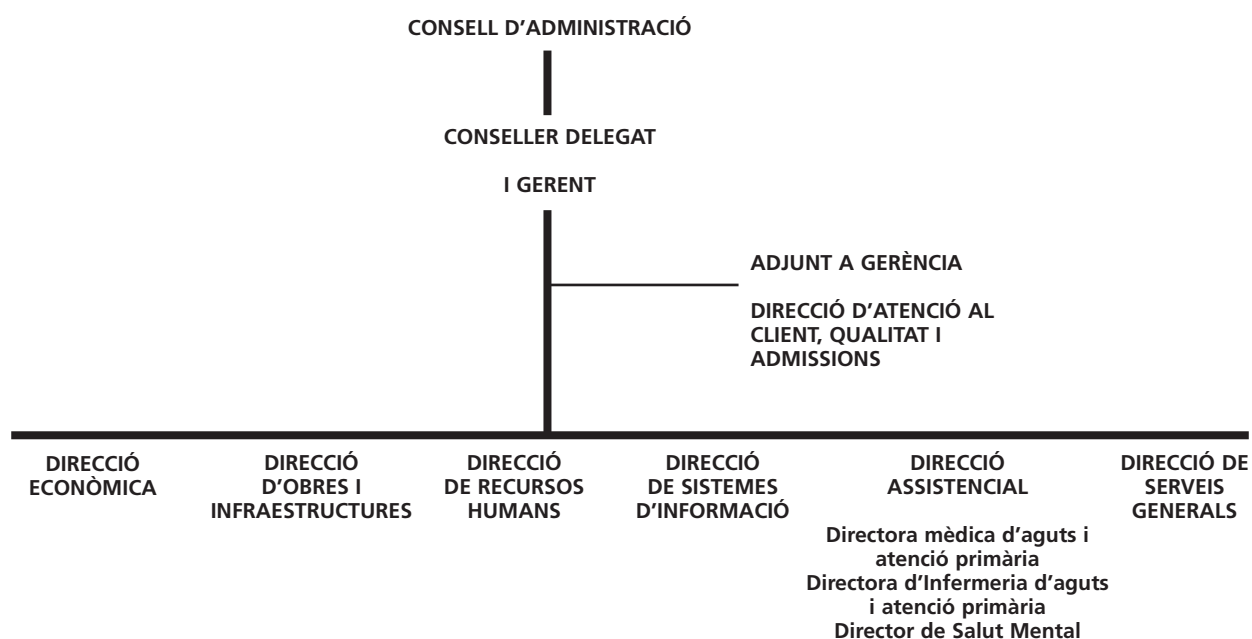 CONSELL D'ADMINISTRACIÓ
CONSELLER DELEGAT
I GERENT
ADJUNT A GERÈNCIA
DIRECCIÓ D'ATENCIÓ AL
CLIENT, QUALITAT I
ADMISSIONS
DIRECCIÓ
ECONÒMICA
DIRECCIÓ
D'OBRES I
INFRAESTRUCTURES
DIRECCIÓ
DE RECURSOS
HUMANS
DIRECCIÓ
DE SISTEMES
D'INFORMACIÓ
DIRECCIÓ
ASSISTENCIAL
Directora mèdica d'aguts i
atenció primària
Directora d'Infermeria d'aguts
i atenció primària
Director de Salut Mental
DIRECCIÓ DE
SERVEIS
GENERALS